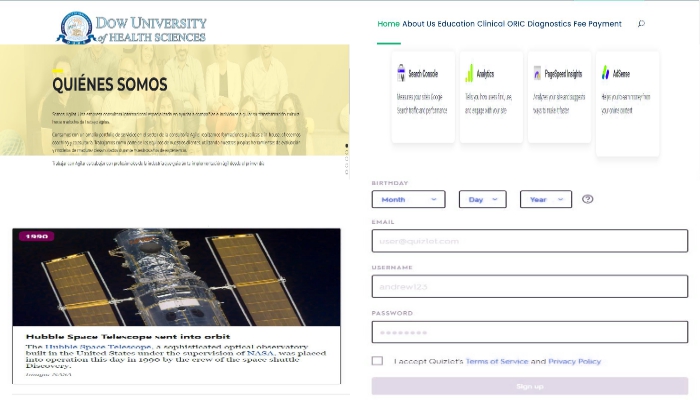 DOW UNIVERSITY
of HEALTH SCIENCES
Home About Us Education Clinical ORIC Diagnostics Fee Payment
QUIÉNES SOMOS
Search Console
Measures your site's Google
Search traffic and performance
Analytics
Tells you how users find, use,
and engage with your site
PageSpeed Insights
Analyzes your site and suggests
ways to make it faster
AdSense
Helps you to earn money from
your online content
1990
Hubble Space Telescope sent into orbit
The Hubble Space Telescope, a sophisticated optical observatory
built in the United States under the supervision of NASA, was placed
into operation this day in 1990 by the crew of the space shuttle
Discovery.
Images: NASA
BIRTHDAY
Month
Day
Year
?
EMAIL
user@quizlet.com
USERNAME
andrew123
PASSWORD
I accept Quizlet's Terms of Service and Privacy Policy
Sign up